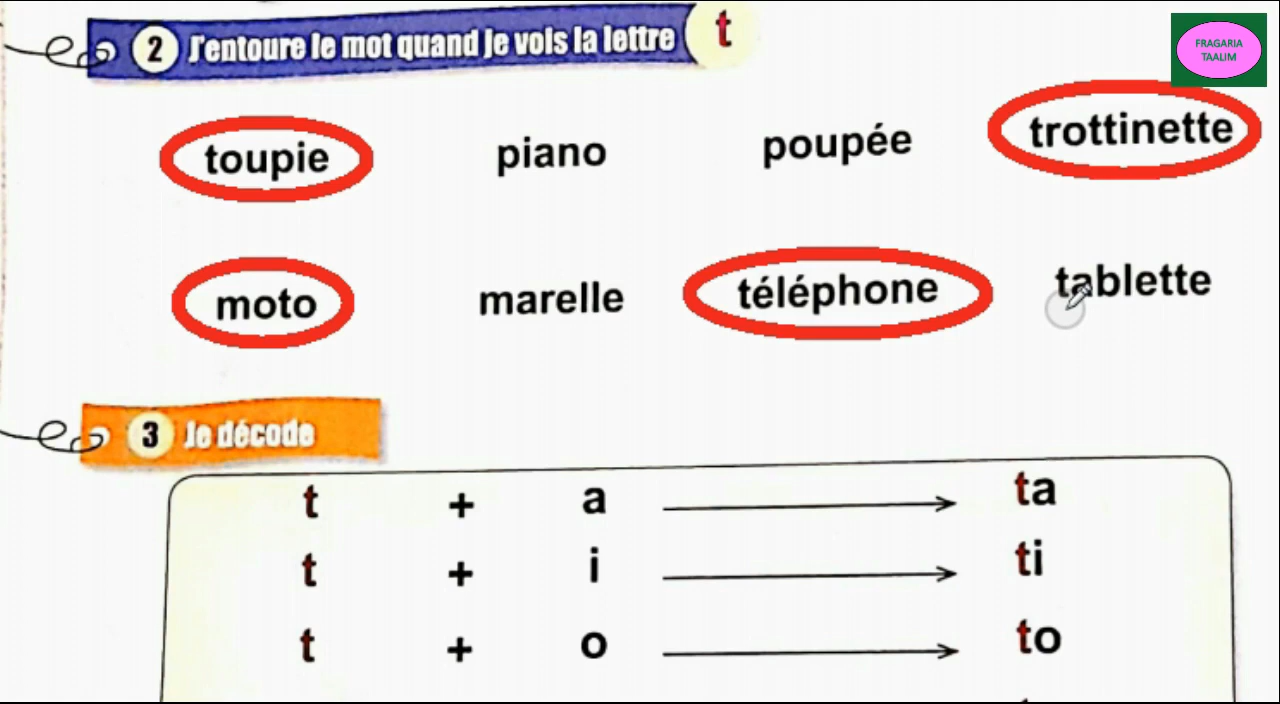 2 J'entoure le mot quand je vois la lettre t
FRAGARIA
TAALIM
toupie piano poupée trottinette
moto marelle téléphone tablette
3 Je décode
t + a ta
t + i ti
t + o to